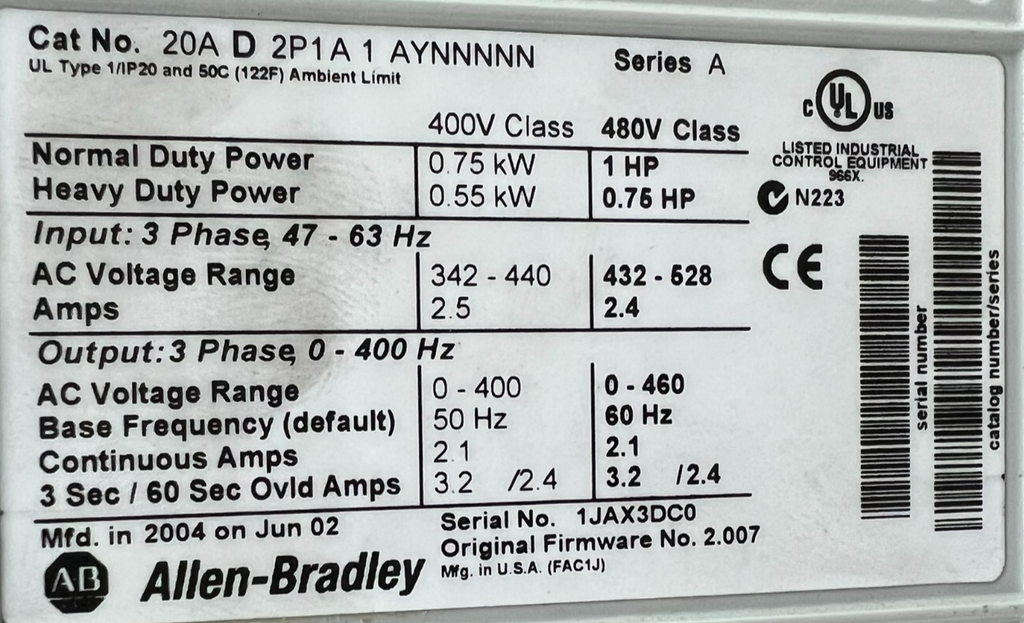 Cat No. 20A D 2P1 A 1 AYNNNNN Series A
UL Type 1/IP20 and 50C (122F) Ambient Limit
400V Class 480V Class
Normal Duty Power 0.75 kW 1 HP
Heavy Duty Power 0.55 kW 0.75 HP
Input: 3 Phase, 47 - 63 Hz
AC Voltage Range 342 - 440 432 - 528
Amps 2.5 2.4
Output: 3 Phase, 0 - 400 Hz
AC Voltage Range 0 - 400 0 - 460
Base Frequency (default) 50 Hz 60 Hz
Continuous Amps 2.1 2.1
3 Sec / 60 Sec Ovld Amps 3.2 /2.4 3.2 /2.4
Mfd. in 2004 on Jun 02
Serial No. 1JAX3DC0
Original Firmware No. 2.007
Mfg. in U.S.A. (FAC1J)
AB Allen-Bradley
C UL US
LISTED INDUSTRIAL
CONTROL EQUIPMENT
966X.
N223
CE
serial number
catalog number/series